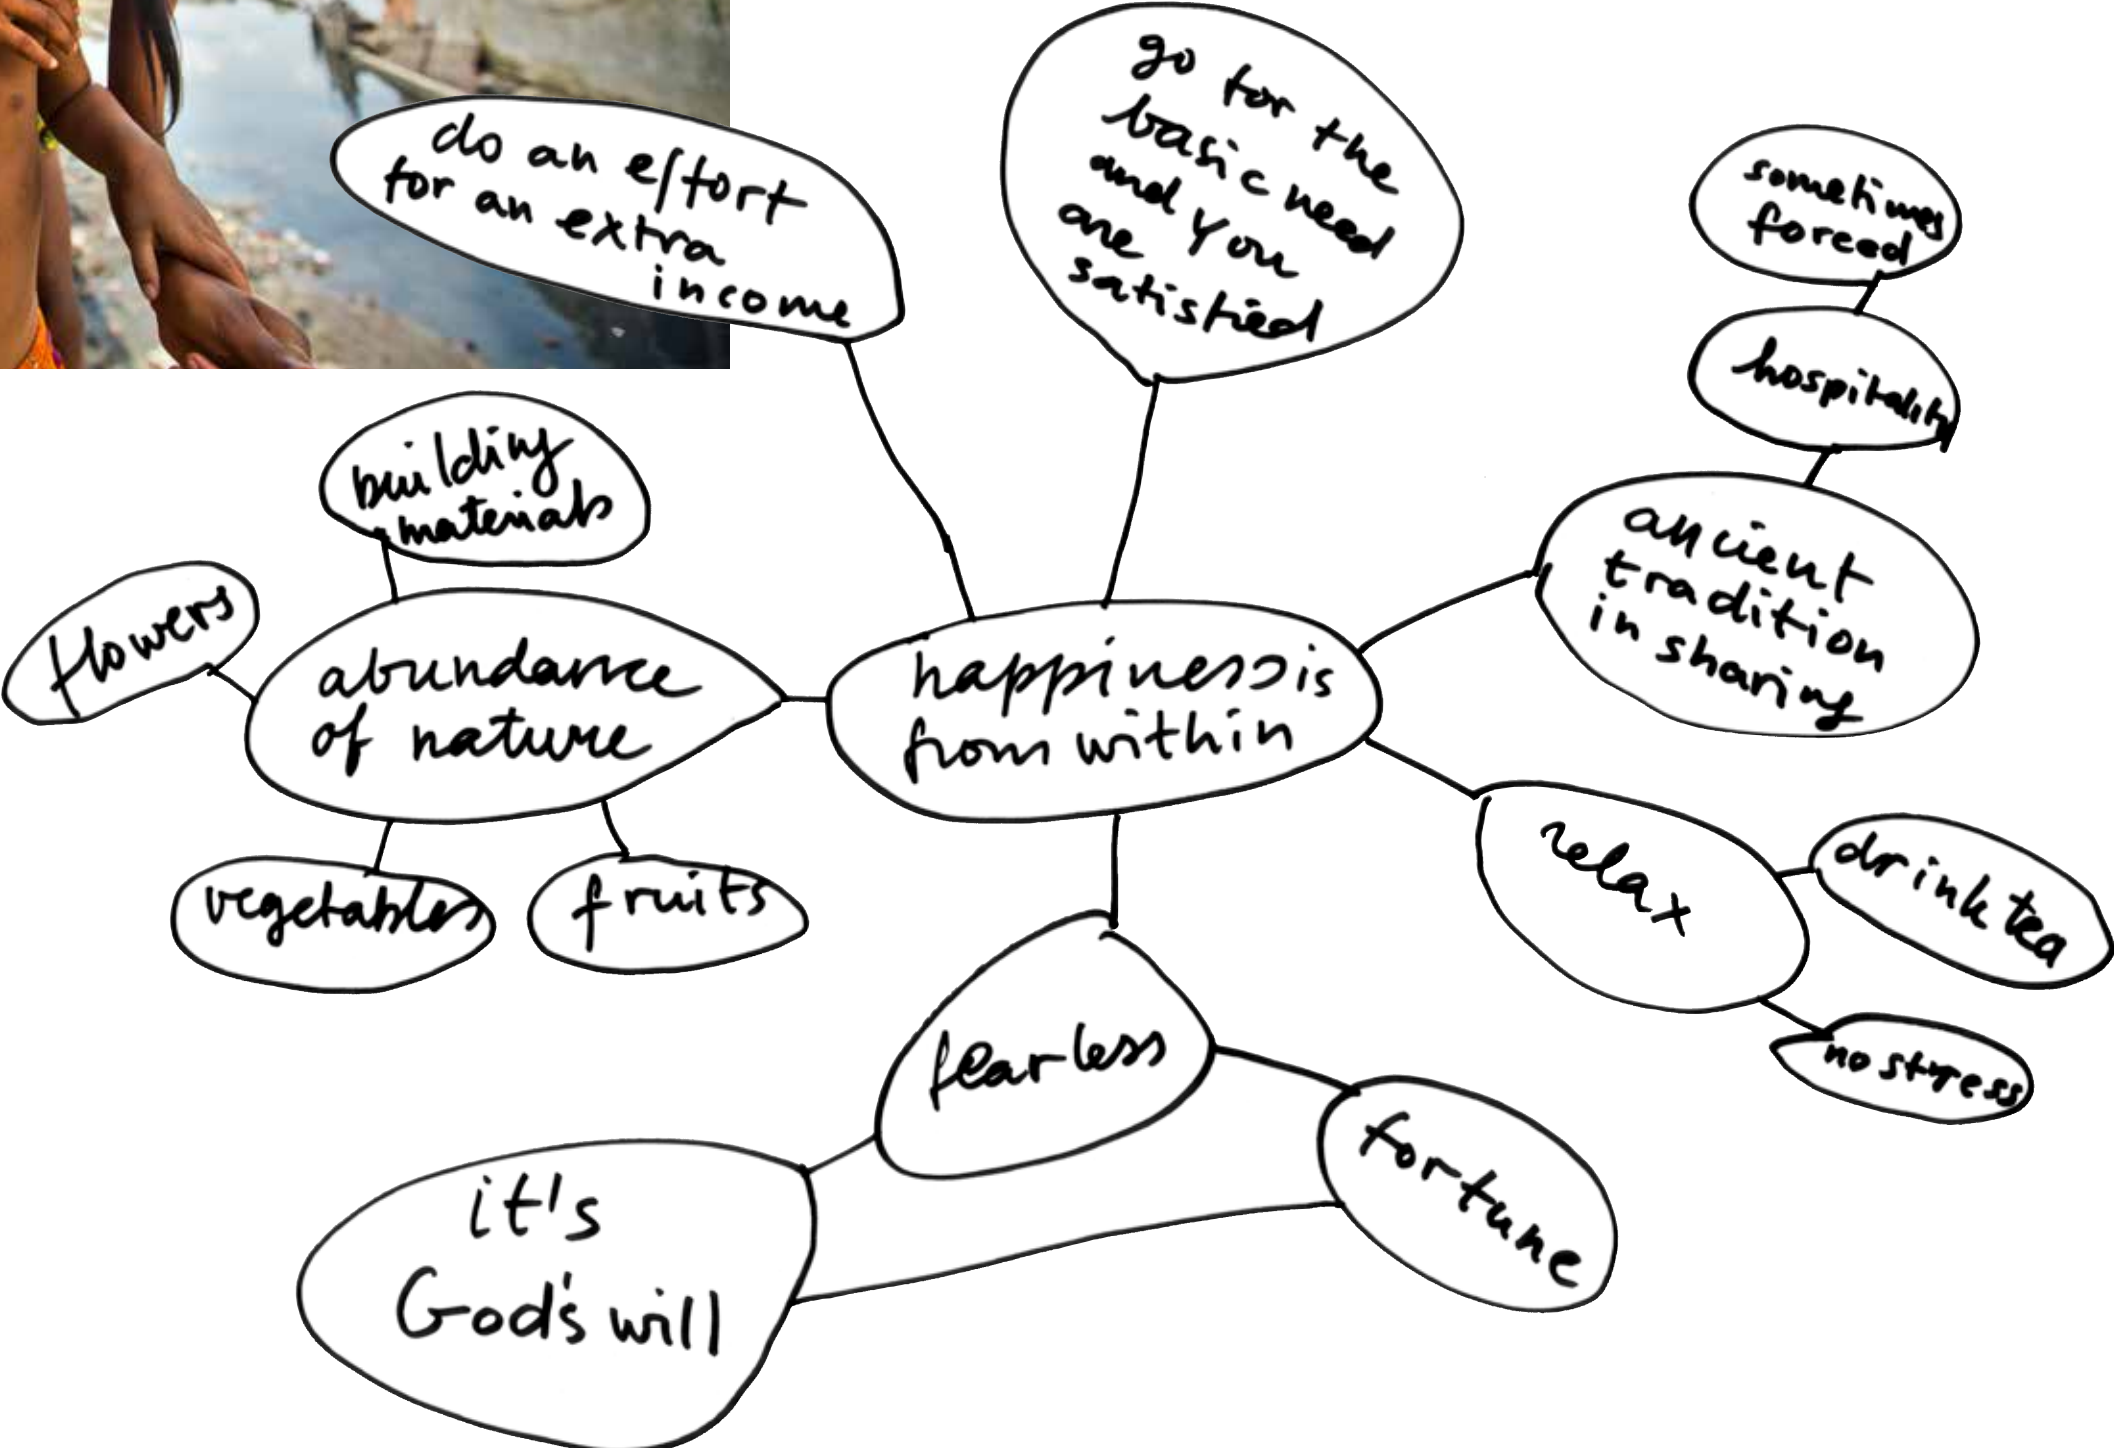 do an effort
for an extra
income
go for the
basic need
and you
are
satisfied
sometimes
forced
hospitality
ancient
tradition
in sharing
building
materials
flowers
abundance
of nature
vegetables
fruits
happiness is
from within
relax
drink tea
no stress
fearless
fortune
it's
God's will